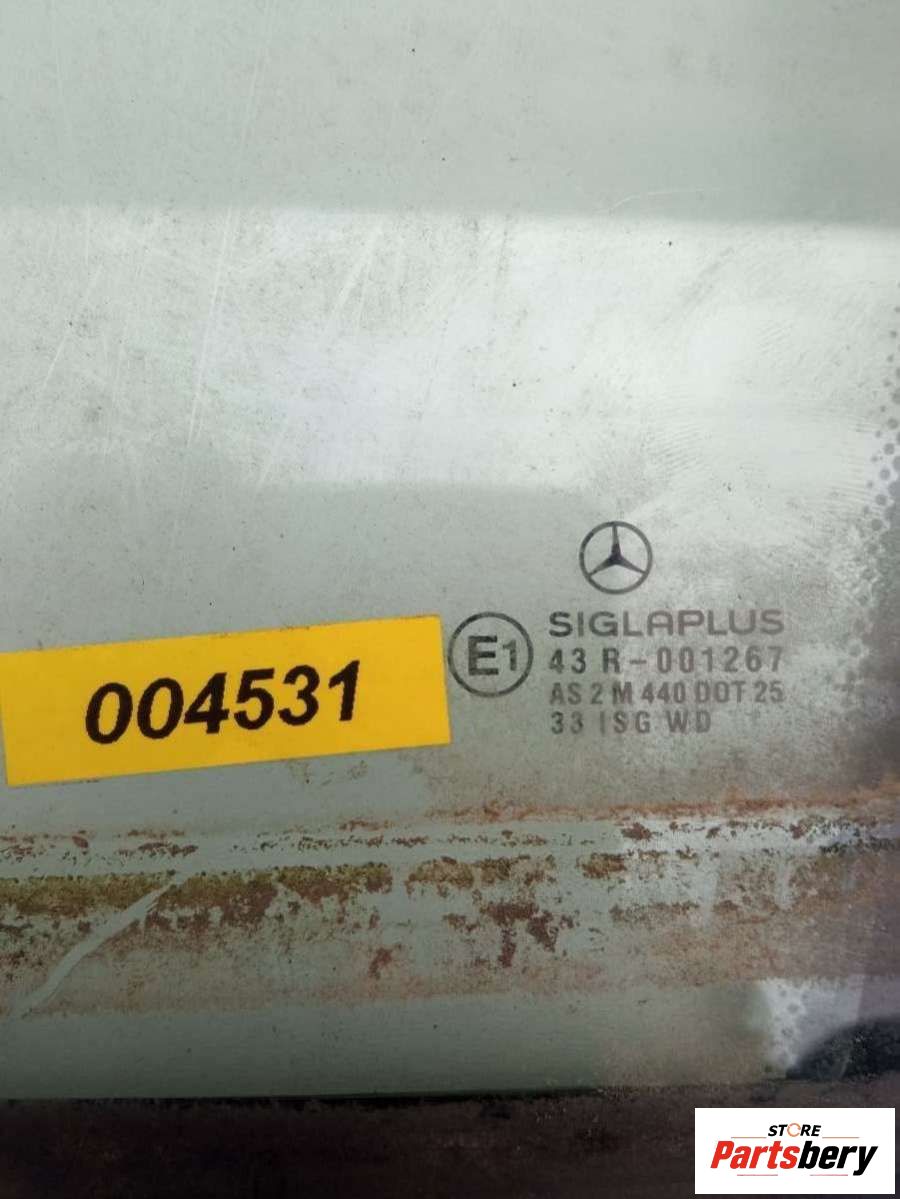 SIGLAPLUS
E1
43 R-001267
AS 2 M 440 DOT 25
33 ISG WD
004531
STORE
Partsbery